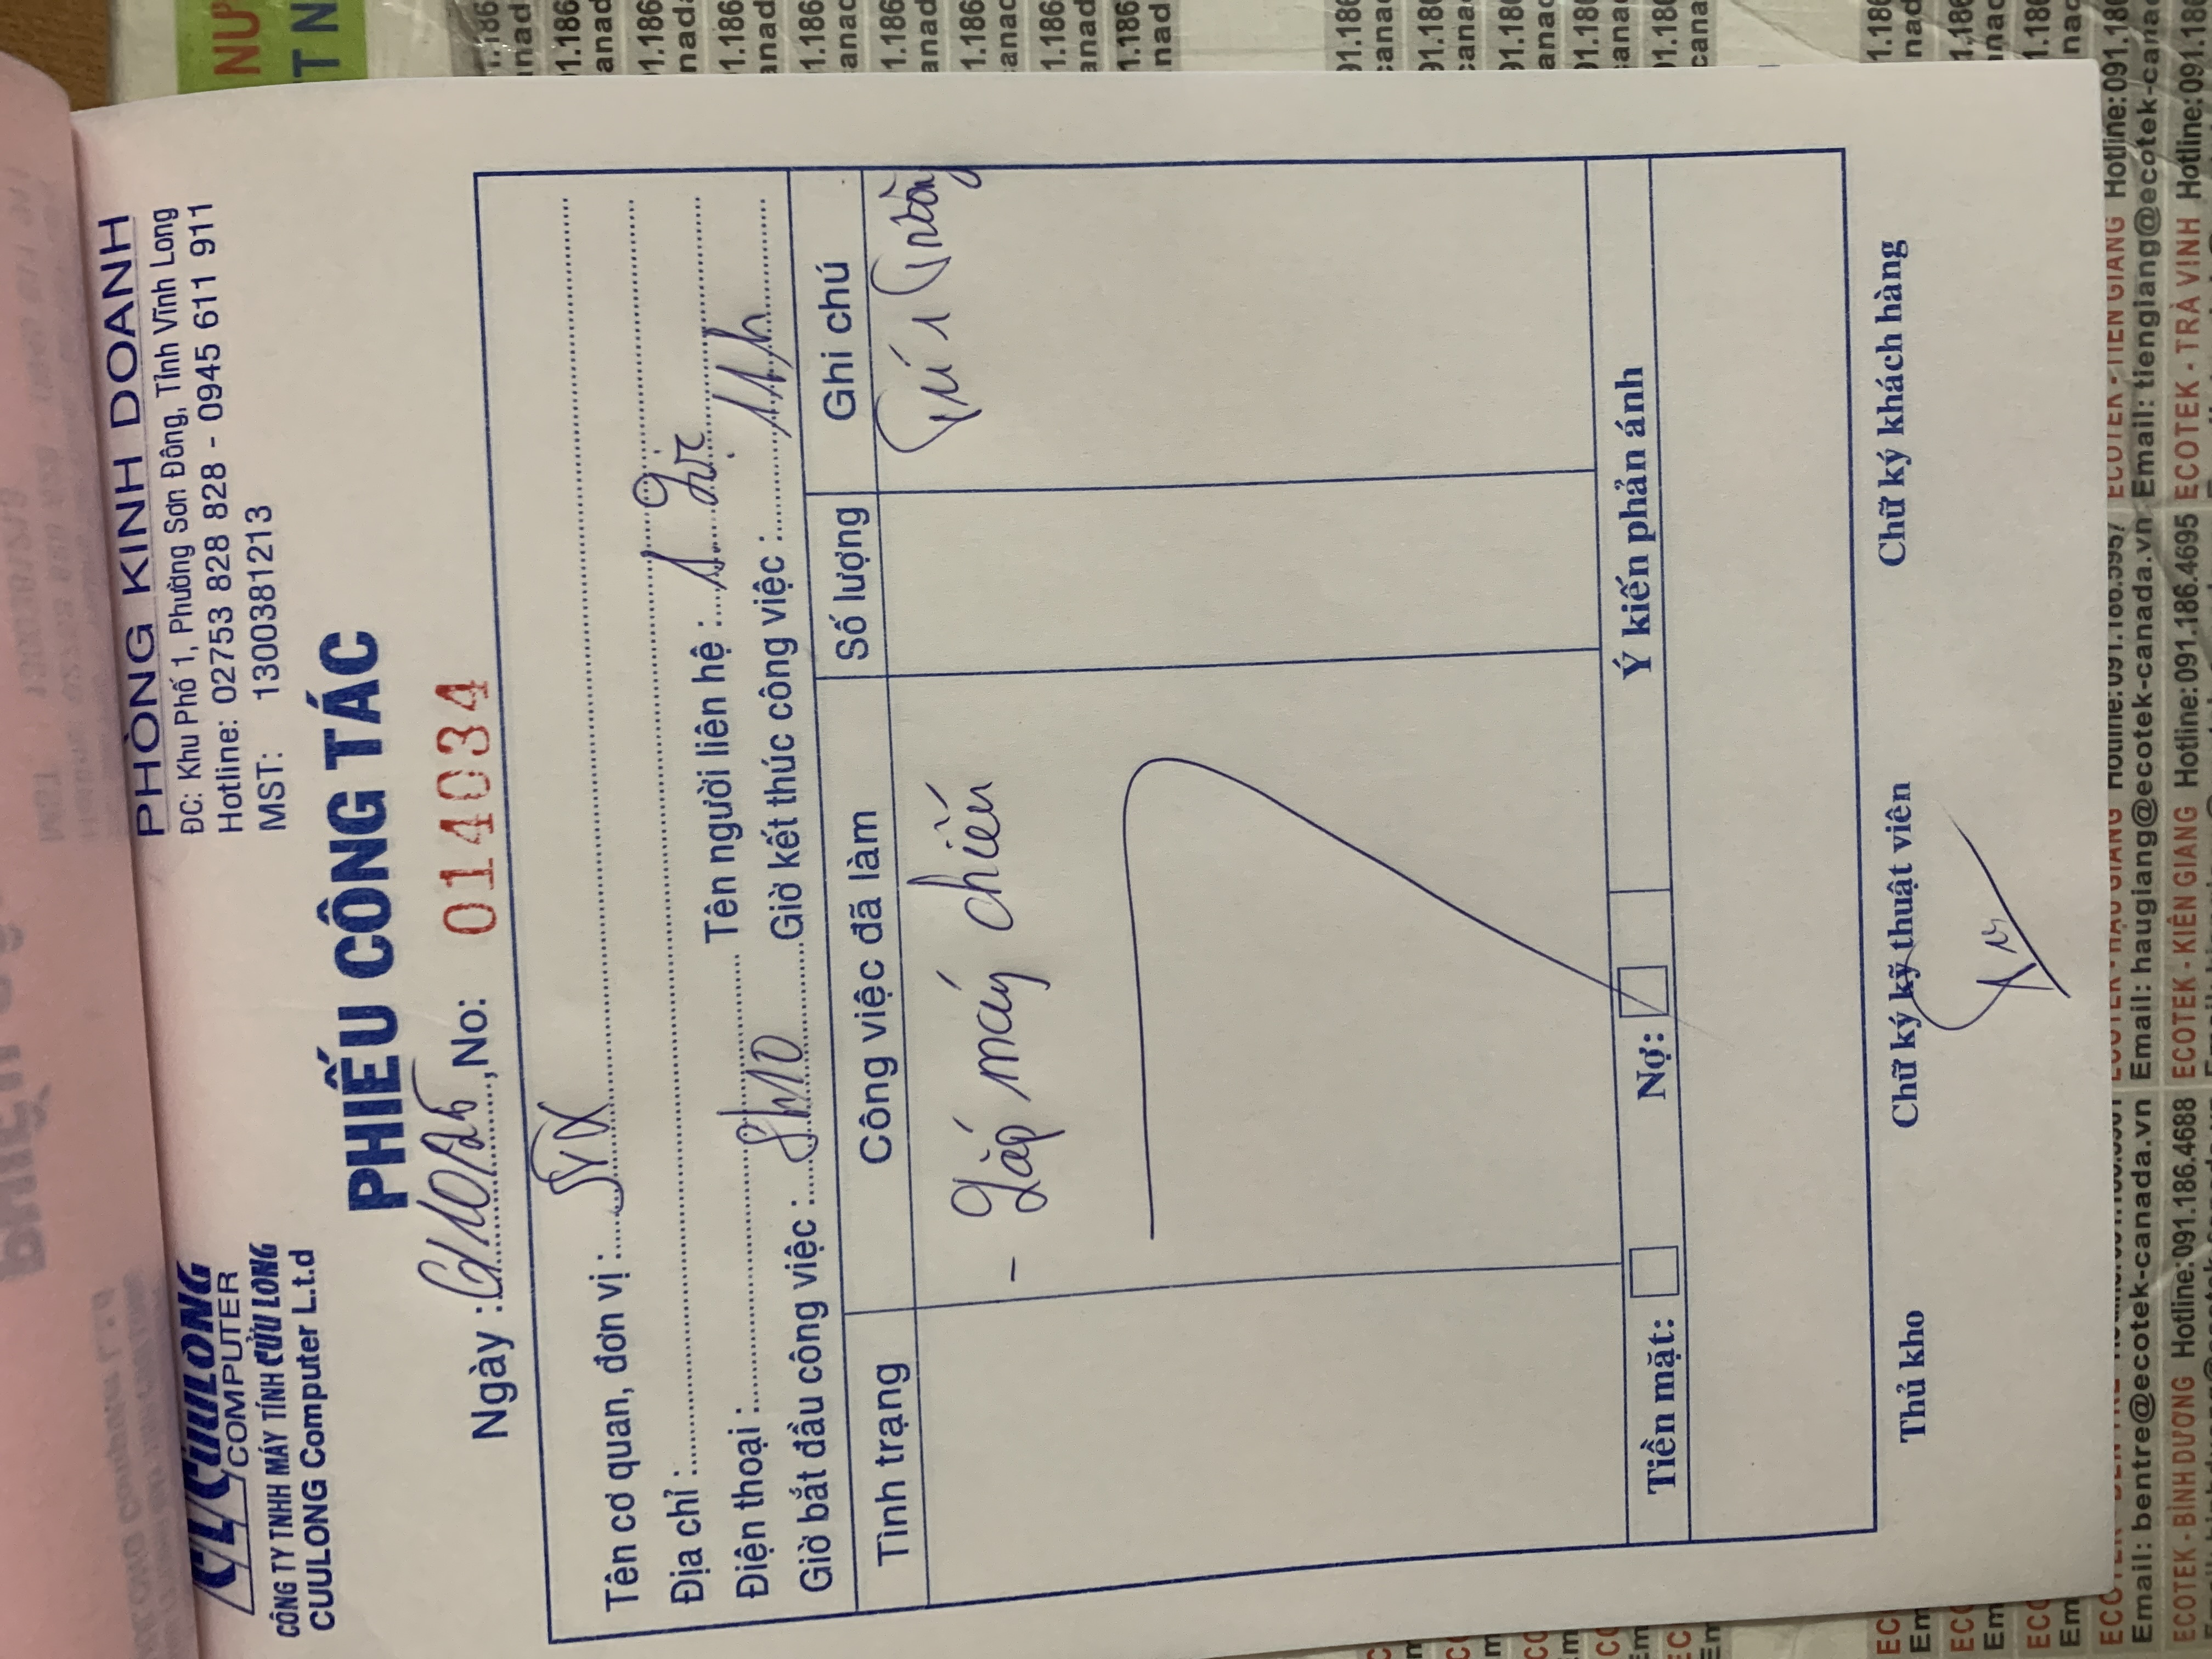 CL CUULONG
COMPUTER
CÔNG TY TNHH MÁY TÍNH CỬU LONG
CUULONG Computer L.t.d
PHÒNG KINH DOANH
ĐC: Khu Phố 1, Phường Sơn Đông, Tỉnh Vĩnh Long
Hotline: 02753 828 828 - 0945 611 911
MST: 1300381213
PHIẾU CÔNG TÁC
Ngày : /10/25 ,No: 014034
Tên cơ quan, đơn vị :
Địa chỉ :
Điện thoại : Tên người liên hệ :
Giờ bắt đầu công việc : 8h10 Giờ kết thúc công việc : 11h
Tình trạng Công việc đã làm Số lượng Ghi chú
- Lắp máy chiếu
Tiền mặt: Nợ: Ý kiến phản ánh
Thủ kho Chữ ký kỹ thuật viên Chữ ký khách hàng
Email: bentre@ecotek-canada.vn Email: haugiang@ecotek-canada.vn Email: tiengiang@ecotek-canada
ECOTEK - BÌNH DƯƠNG Hotline:091.186.4688 ECOTEK - KIÊN GIANG Hotline:091.186.4695 ECOTEK - TRÀ VINH Hotline:091.186